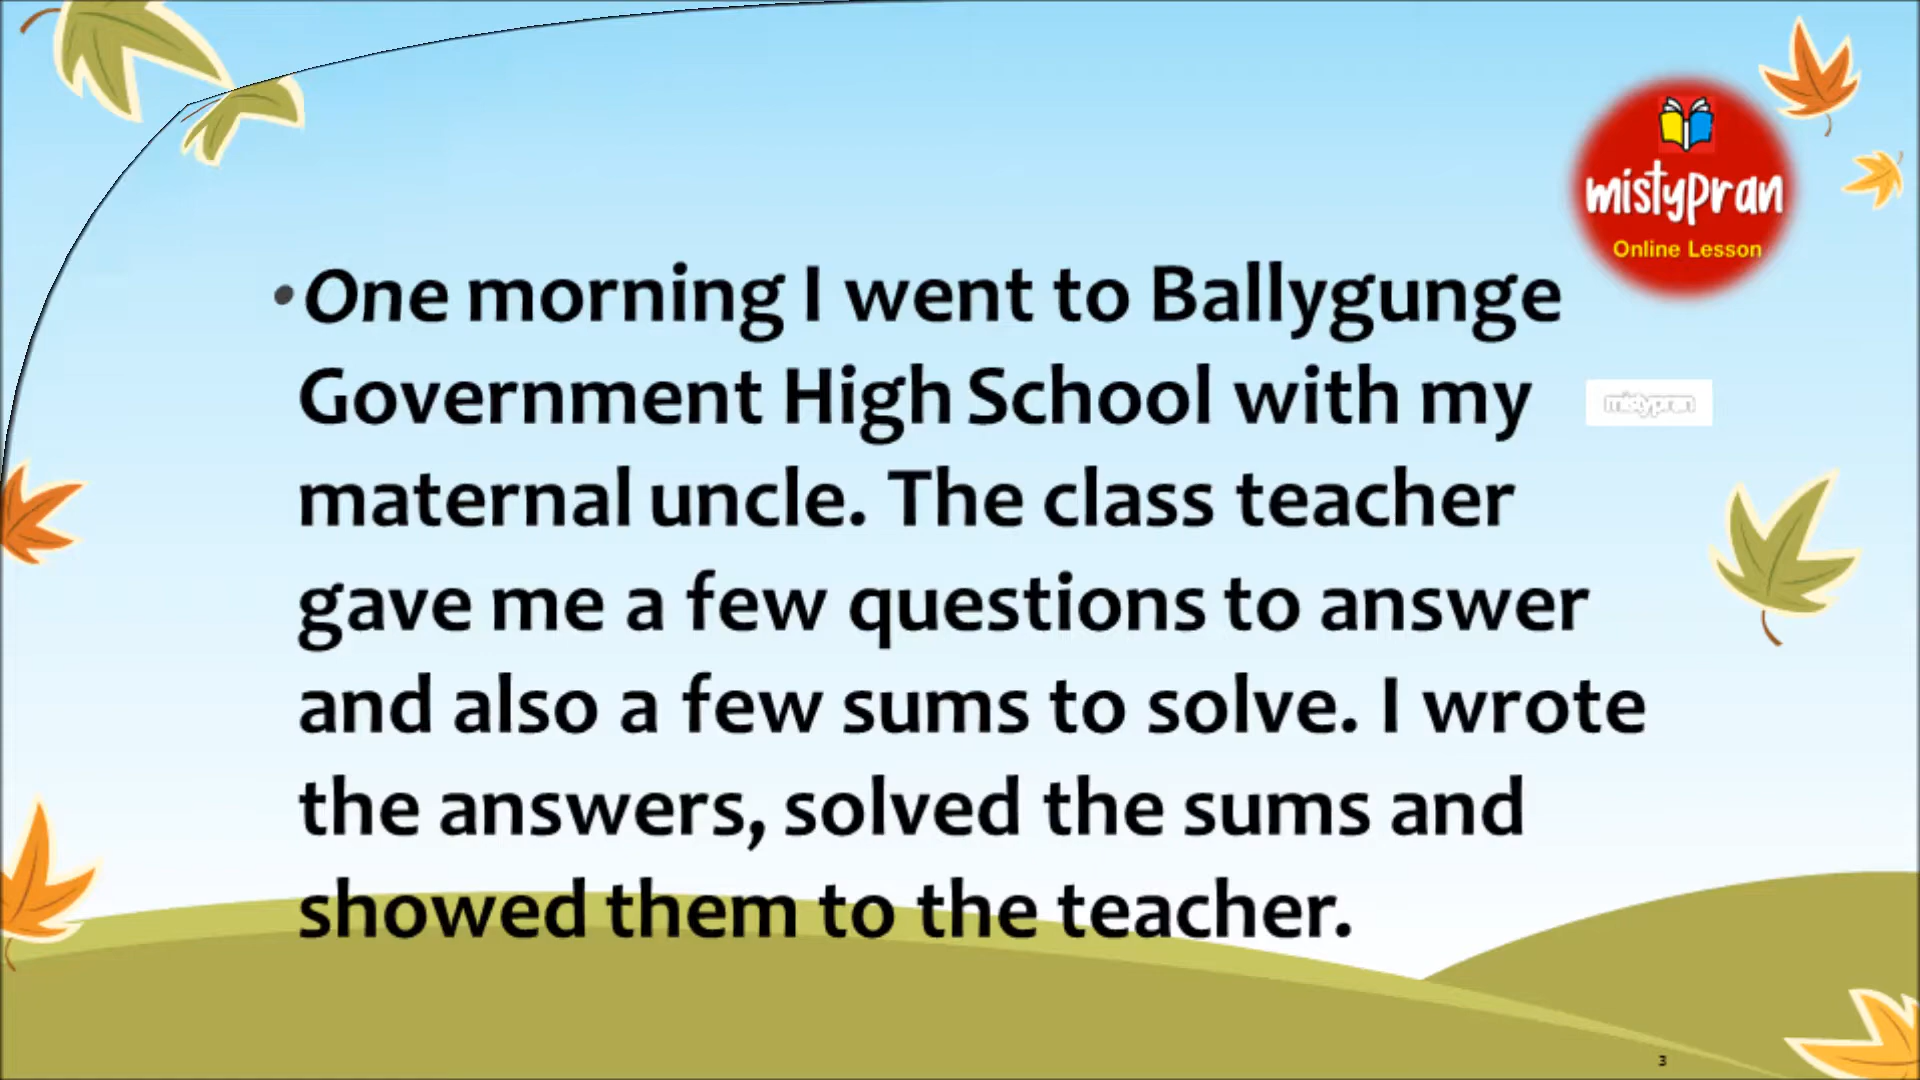 mistypran
Online Lesson
•One morning I went to Ballygunge
Government High School with my
mistypran
maternal uncle. The class teacher
gave me a few questions to answer
and also a few sums to solve. I wrote
the answers, solved the sums and
showed them to the teacher.
3